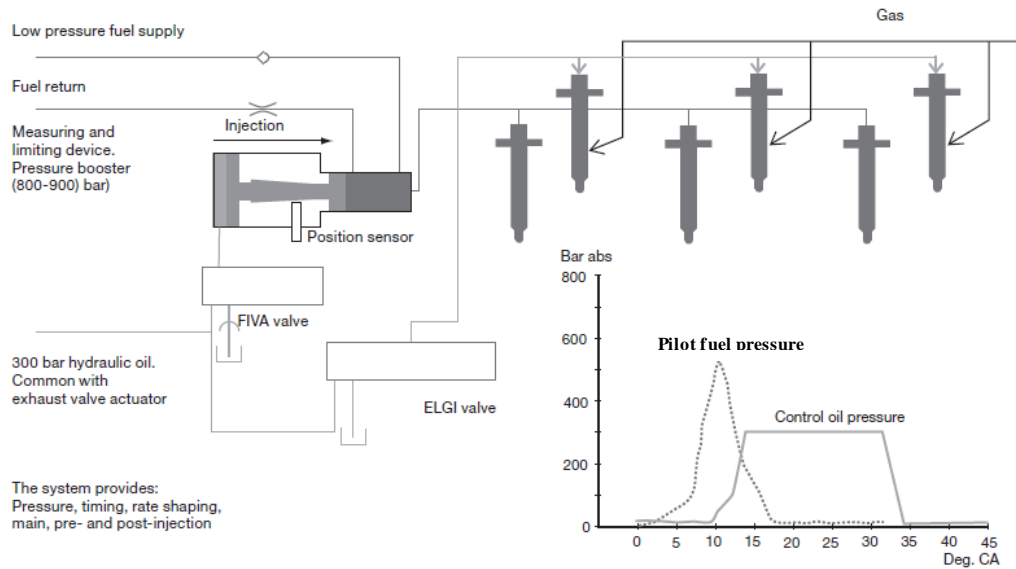 Gas
Low pressure fuel supply
Fuel return
Measuring and
limiting device.
Pressure booster
(800-900) bar)
Injection
Position sensor
FIVA valve
300 bar hydraulic oil.
Common with
exhaust valve actuator
ELGI valve
The system provides:
Pressure, timing, rate shaping,
main, pre- and post-injection
Bar abs
800
600
400
200
0
Pilot fuel pressure
Control oil pressure
0 5 10 15 20 25 30 35 40 45
Deg. CA